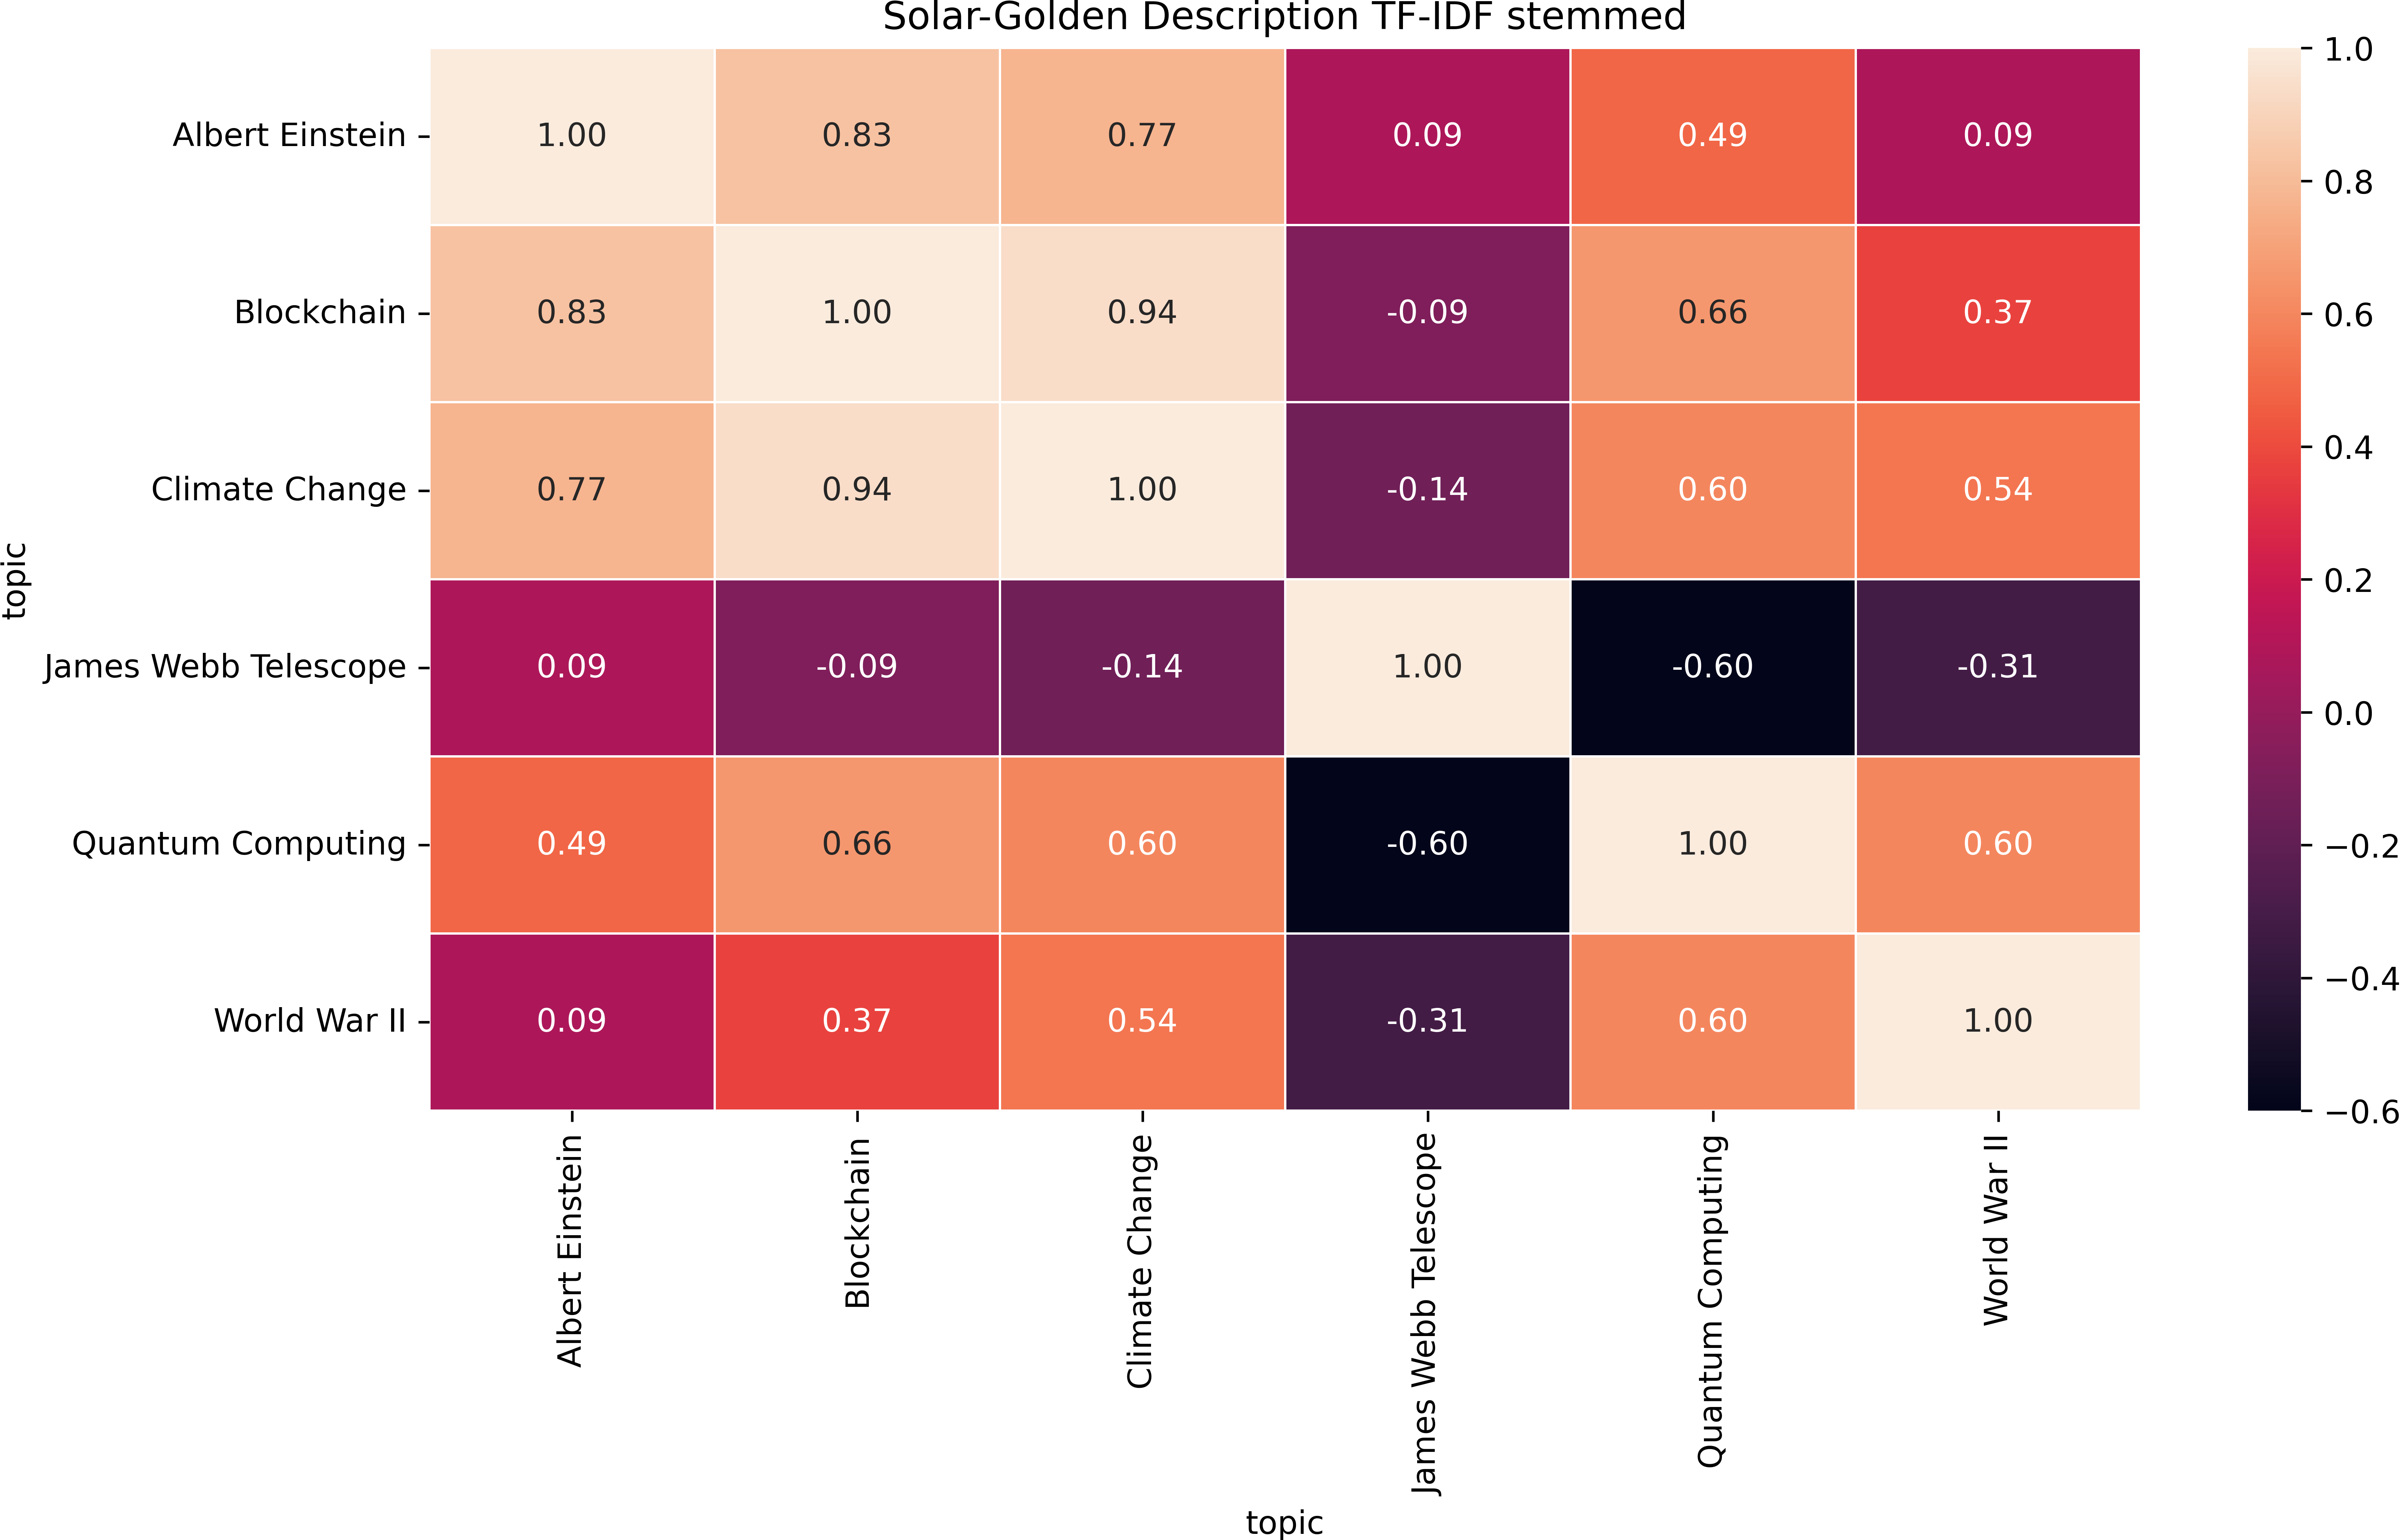 Solar-Golden Description TF-IDF stemmed
topic
Albert Einstein 1.00 0.83 0.77 0.09 0.49 0.09
Blockchain 0.83 1.00 0.94 -0.09 0.66 0.37
Climate Change 0.77 0.94 1.00 -0.14 0.60 0.54
James Webb Telescope 0.09 -0.09 -0.14 1.00 -0.60 -0.31
Quantum Computing 0.49 0.66 0.60 -0.60 1.00 0.60
World War II 0.09 0.37 0.54 -0.31 0.60 1.00
Albert Einstein
Blockchain
Climate Change
James Webb Telescope
Quantum Computing
World War II
topic
1.0
0.8
0.6
0.4
0.2
0.0
−0.2
−0.4
−0.6